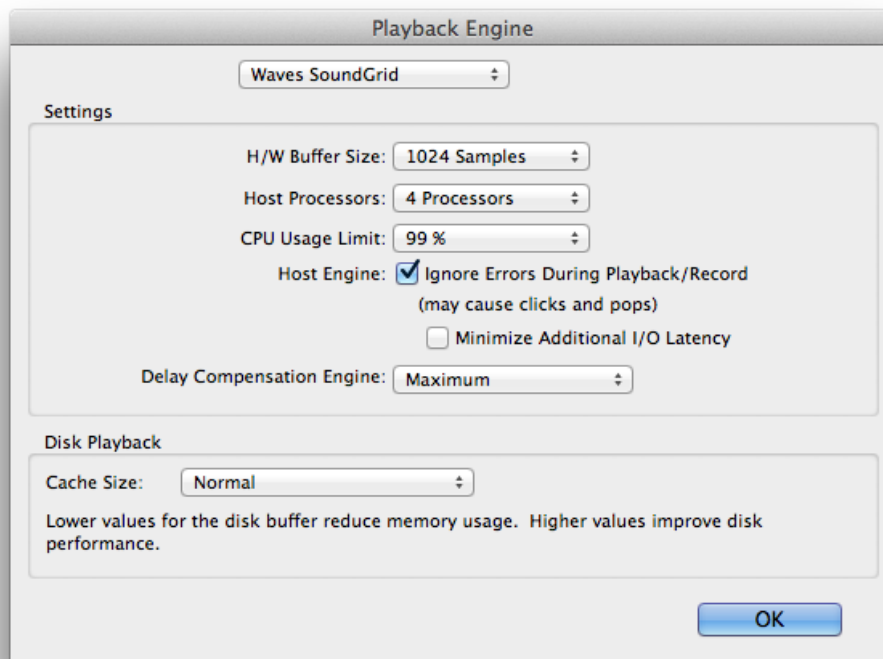 Playback Engine
Waves SoundGrid
Settings
H/W Buffer Size: 1024 Samples
Host Processors: 4 Processors
CPU Usage Limit: 99 %
Host Engine: Ignore Errors During Playback/Record
(may cause clicks and pops)
Minimize Additional I/O Latency
Delay Compensation Engine: Maximum
Disk Playback
Cache Size: Normal
Lower values for the disk buffer reduce memory usage. Higher values improve disk
performance.
OK